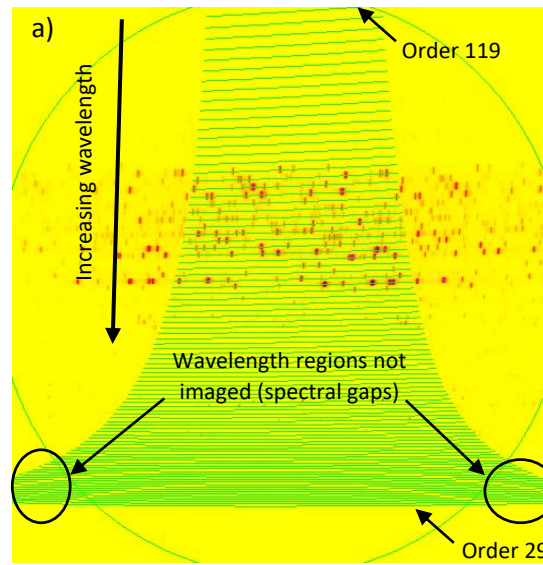 a)
Order 119
Increasing wavelength
Wavelength regions not
imaged (spectral gaps)
Order 29